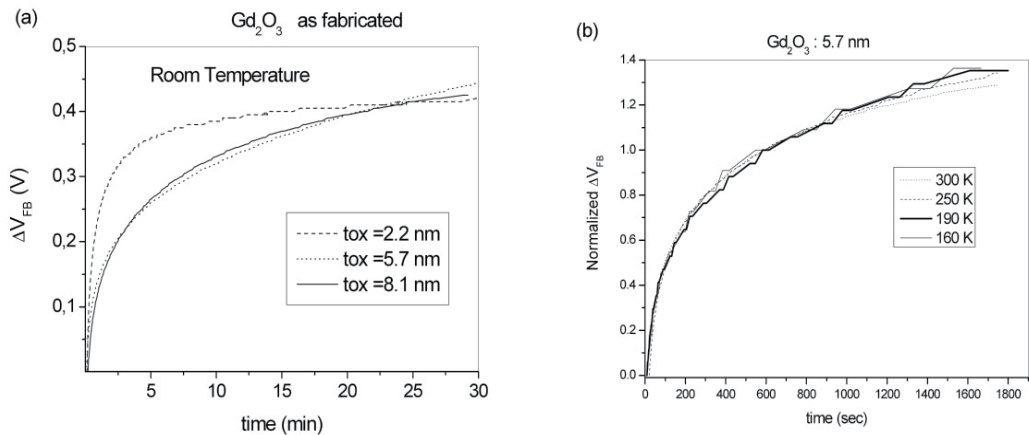 (a)
Gd₂O₃ as fabricated
0,5
0,4
0,3
0,2
0,1
ΔV_FB (V)
Room Temperature
tox =2.2 nm
tox =5.7 nm
tox =8.1 nm
5 10 15 20 25 30
time (min)
(b)
Gd₂O₃ : 5.7 nm
1.4
1.2
1.0
0.8
0.6
0.4
0.2
0.0
Normalized ΔV_FB
300 K
250 K
190 K
160 K
0 200 400 600 800 1000 1200 1400 1600 1800
time (sec)